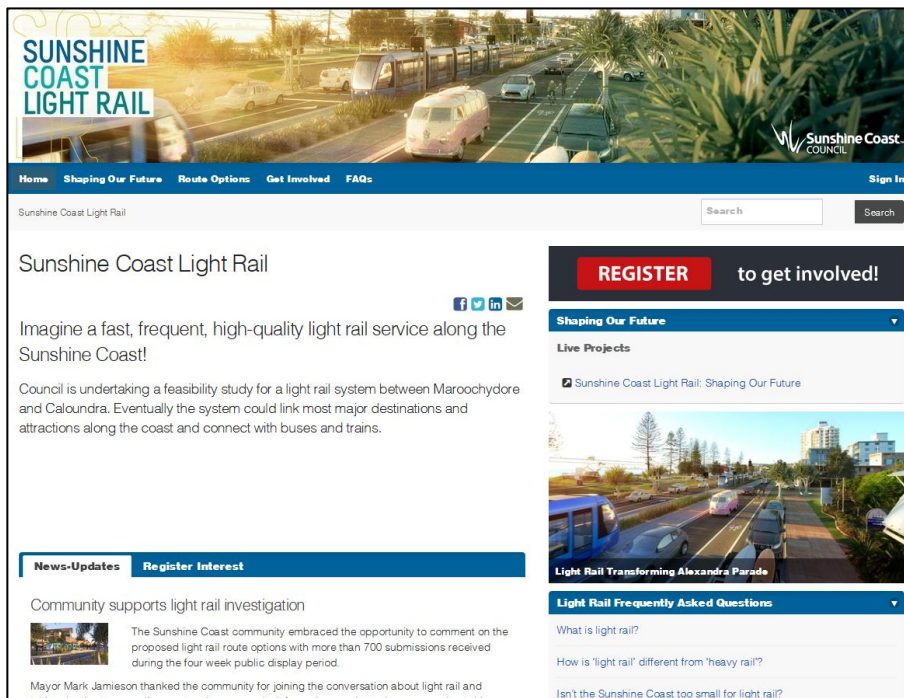 SUNSHINE
COAST
LIGHT RAIL
Sunshine Coast
COUNCIL
Home Shaping Our Future Route Options Get Involved FAQs Sign In
Sunshine Coast Light Rail
Search Search
Sunshine Coast Light Rail
Imagine a fast, frequent, high-quality light rail service along the
Sunshine Coast!
Council is undertaking a feasibility study for a light rail system between Maroochydore
and Caloundra. Eventually the system could link most major destinations and
attractions along the coast and connect with buses and trains.
News-Updates Register Interest
Community supports light rail investigation
The Sunshine Coast community embraced the opportunity to comment on the
proposed light rail route options with more than 700 submissions received
during the four week public display period.
Mayor Mark Jamieson thanked the community for joining the conversation about light rail and
REGISTER to get involved!
Shaping Our Future
Live Projects
Sunshine Coast Light Rail: Shaping Our Future
Light Rail Transforming Alexandra Parade
Light Rail Frequently Asked Questions
What is light rail?
How is 'light rail' different from 'heavy rail'?
Isn't the Sunshine Coast too small for light rail?